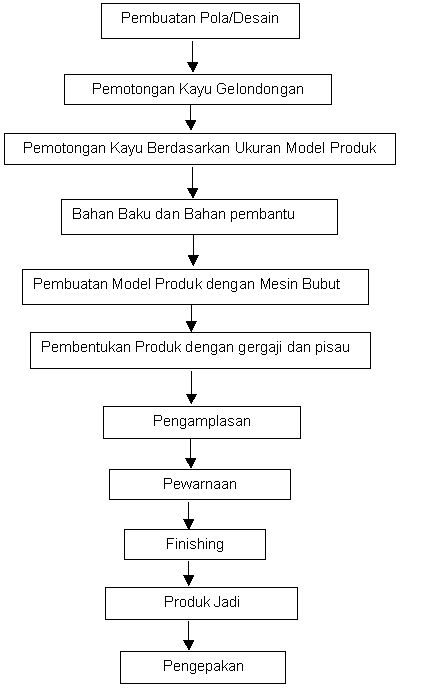 Pembuatan Pola/Desain
Pemotongan Kayu Gelondongan
Pemotongan Kayu Berdasarkan Ukuran Model Produk
Bahan Baku dan Bahan pembantu
Pembuatan Model Produk dengan Mesin Bubut
Pembentukan Produk dengan gergaji dan pisau
Pengamplasan
Pewarnaan
Finishing
Produk Jadi
Pengepakan